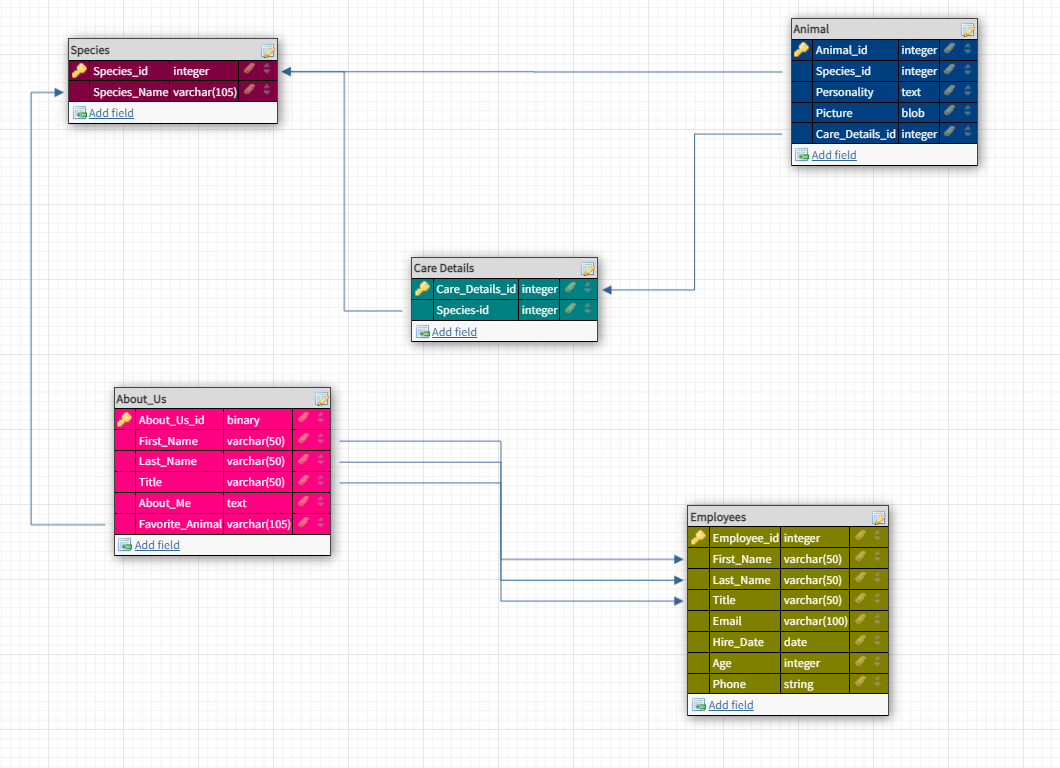 Species
Species_id integer
Species_Name varchar(105)
Add field
Animal
Animal_id integer
Species_id integer
Personality text
Picture blob
Care_Details_id integer
Add field
Care Details
Care_Details_id integer
Species-id integer
Add field
About_Us
About_Us_id binary
First_Name varchar(50)
Last_Name varchar(50)
Title varchar(50)
About_Me text
Favorite_Animal varchar(105)
Add field
Employees
Employee_id integer
First_Name varchar(50)
Last_Name varchar(50)
Title varchar(50)
Email varchar(100)
Hire_Date date
Age integer
Phone string
Add field